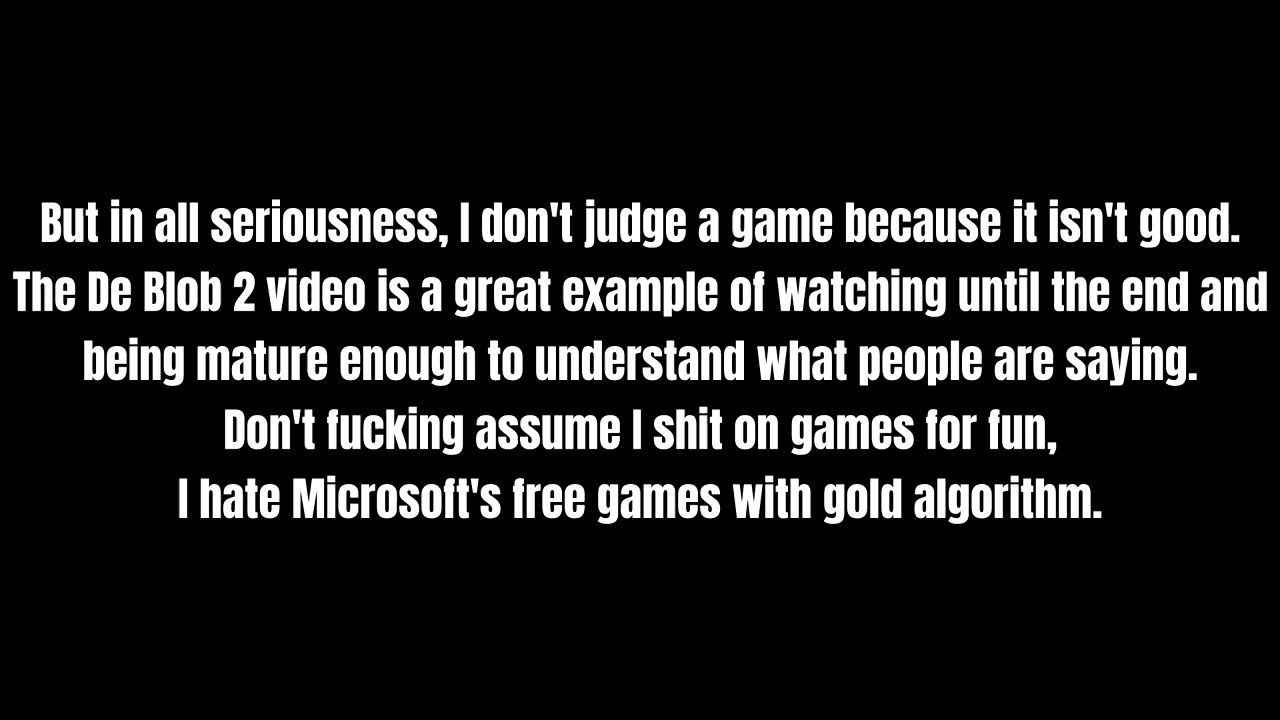 But in all seriousness, I don't judge a game because it isn't good.
The De Blob 2 video is a great example of watching until the end and
being mature enough to understand what people are saying.
Don't fucking assume I shit on games for fun,
I hate Microsoft's free games with gold algorithm.